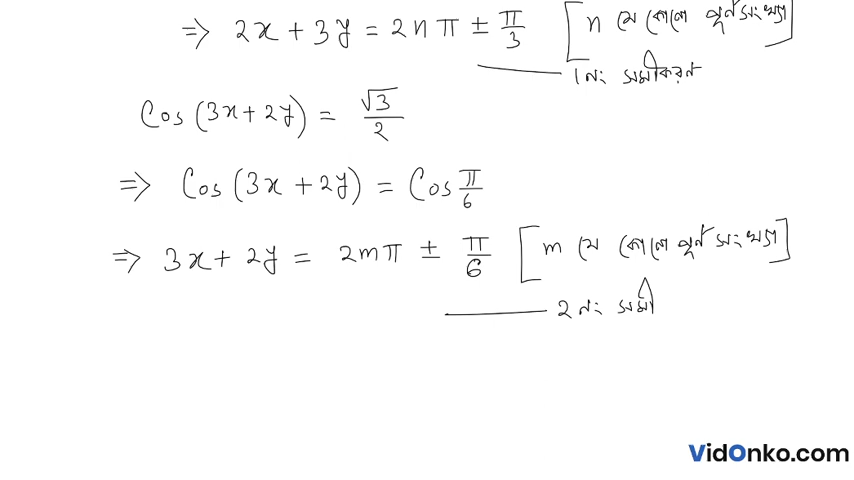 ⇒ 2x + 3y = 2nπ ± π/3 [n যে কোনো পূর্ণসংখ্যা]
1নং সমীকরণ
Cos(3x + 2y) = √3/2
⇒ Cos(3x + 2y) = Cos π/6
⇒ 3x + 2y = 2mπ ± π/6 [m যে কোনো পূর্ণসংখ্যা]
2নং সমী
VidOnko.com